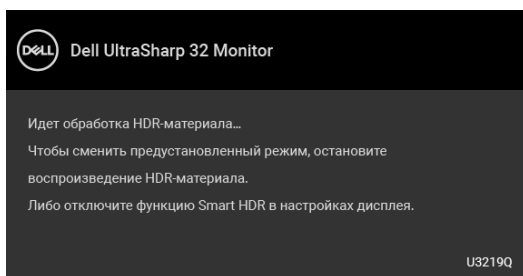 DELL
Dell UltraSharp 32 Monitor
Идет обработка HDR-материала...
Чтобы сменить предустановленный режим, остановите
воспроизведение HDR-материала.
Либо отключите функцию Smart HDR в настройках дисплея.
U3219Q